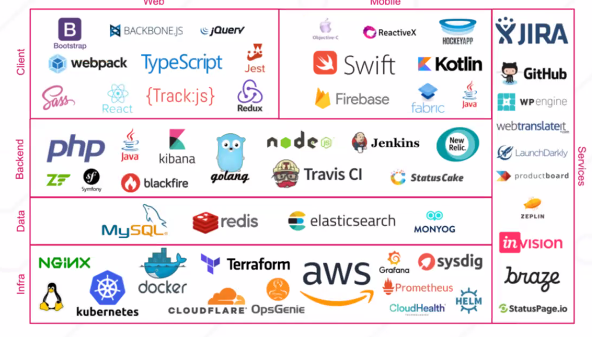 Web
Mobile
Client
Backend
Data
Infra
Services
B
Bootstrap
BACKBONE.JS
jQuery
webpack
TypeScript
Jest
Sass
React
{Track:js}
Redux
Objective C
ReactiveX
HOCKEYAPP
Swift
Kotlin
Firebase
fabric
Java
JIRA
GitHub
WP engine
webtranslateit
LaunchDarkly
productboard
ZEPLIN
invision
braze
StatusPage.io
php
Java
kibana
golang
node JS
Jenkins
New Relic.
ZF
sf
Symfony
blackfire
Travis CI
StatusCake
MySQL
redis
elasticsearch
MONYOG
NGINX
docker
Terraform
aws
Grafana
sysdig
Prometheus
kubernetes
CLOUDFLARE
OpsGenie
CloudHealth
HELM